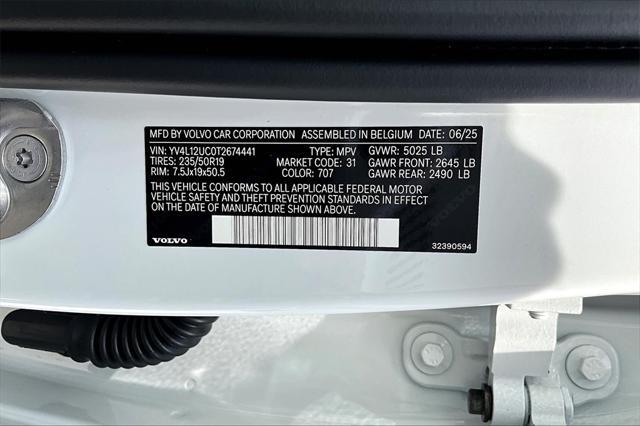 MFD BY VOLVO CAR CORPORATION ASSEMBLED IN BELGIUM DATE: 06/25
VIN: YV4L12UC0T2674441 TYPE: MPV GVWR: 5025 LB
TIRES: 235/50R19 MARKET CODE: 31 GAWR FRONT: 2645 LB
RIM: 7.5Jx19x50.5 COLOR: 707 GAWR REAR: 2490 LB
THIS VEHICLE CONFORMS TO ALL APPLICABLE FEDERAL MOTOR
VEHICLE SAFETY AND THEFT PREVENTION STANDARDS IN EFFECT
ON THE DATE OF MANUFACTURE SHOWN ABOVE.
VOLVO 32390594